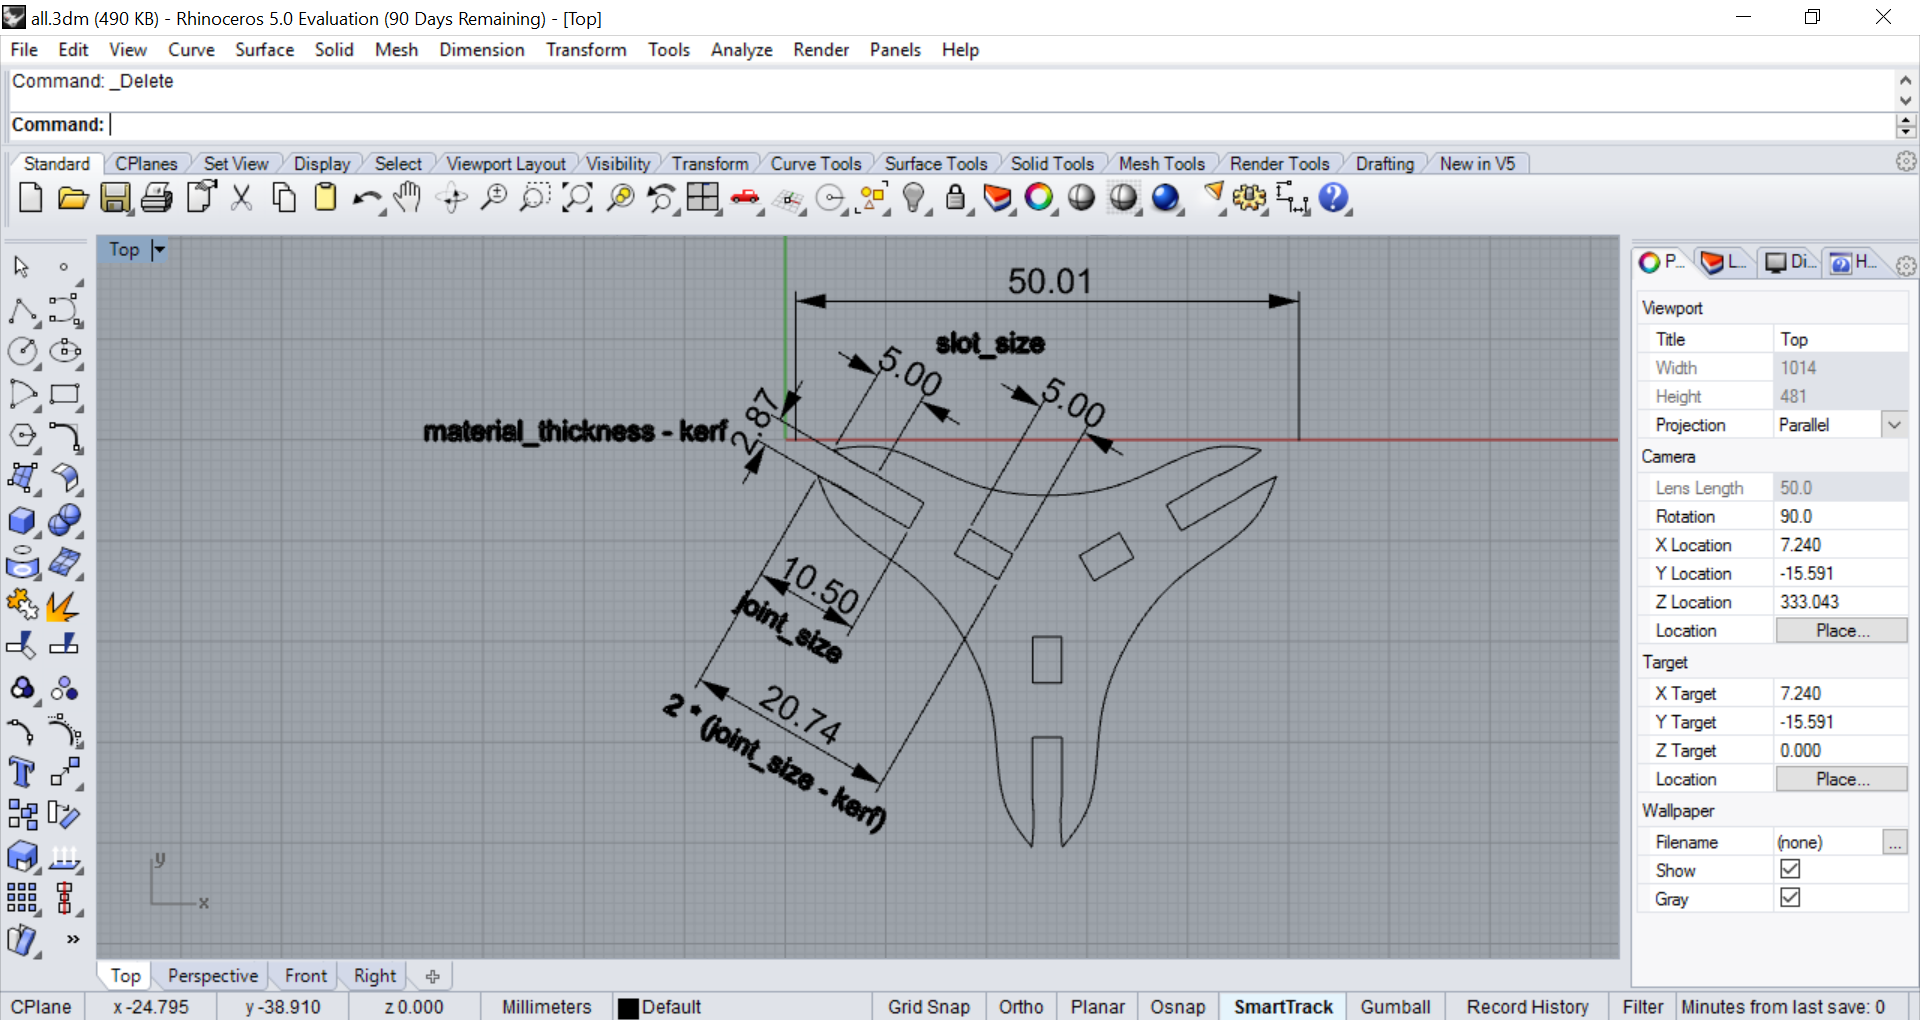 all.3dm (490 KB) - Rhinoceros 5.0 Evaluation (90 Days Remaining) - [Top]
File Edit View Curve Surface Solid Mesh Dimension Transform Tools Analyze Render Panels Help
Command: _Delete
Command:
Standard CPlanes Set View Display Select Viewport Layout Visibility Transform Curve Tools Surface Tools Solid Tools Mesh Tools Render Tools Drafting New in V5
Top
50.01
slot_size
5.00
5.00
2.87
material_thickness - kerf
10.50
joint_size
20.74
2 * (joint_size - kerf)
y
x
P... L... Di... H...
Viewport
Title Top
Width 1014
Height 481
Projection Parallel
Camera
Lens Length 50.0
Rotation 90.0
X Location 7.240
Y Location -15.591
Z Location 333.043
Location Place...
Target
X Target 7.240
Y Target -15.591
Z Target 0.000
Location Place...
Wallpaper
Filename (none) ...
Show
Gray
Top Perspective Front Right
CPlane x -24.795 y -38.910 z 0.000 Millimeters Default Grid Snap Ortho Planar Osnap SmartTrack Gumball Record History Filter Minutes from last save: 0